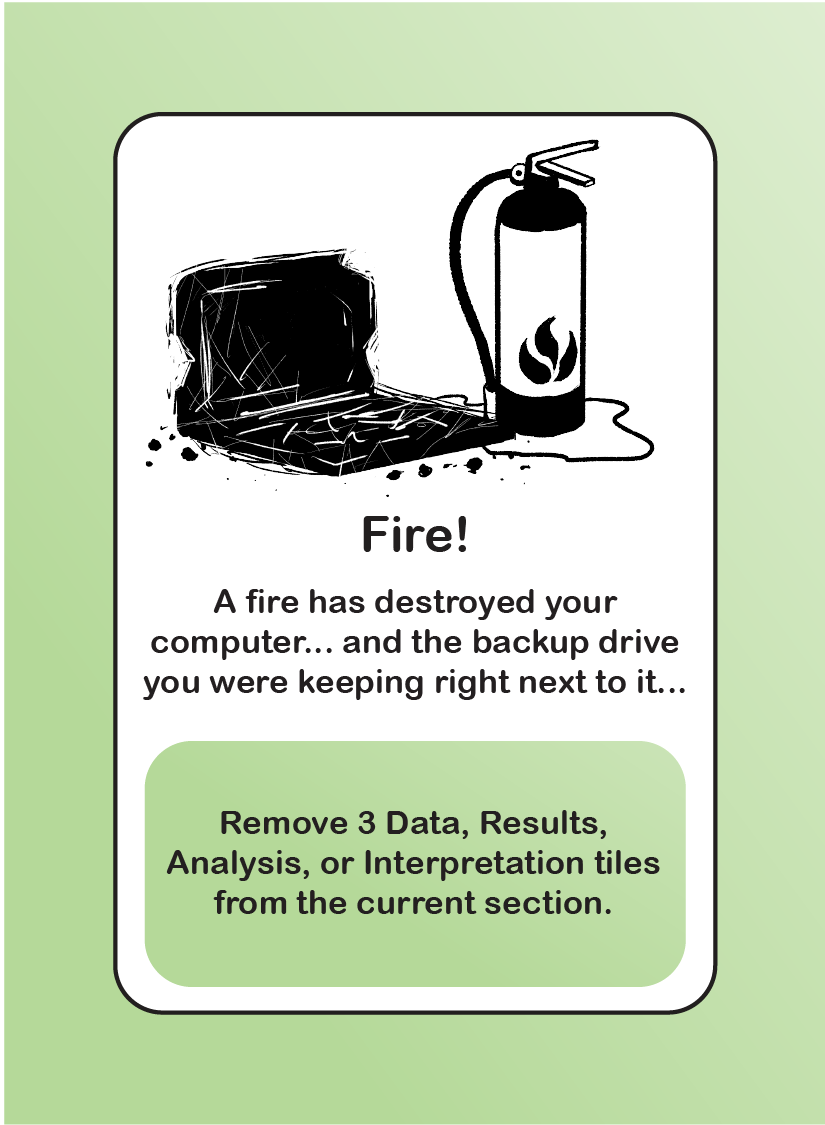 Fire!
A fire has destroyed your
computer... and the backup drive
you were keeping right next to it...
Remove 3 Data, Results,
Analysis, or Interpretation tiles
from the current section.